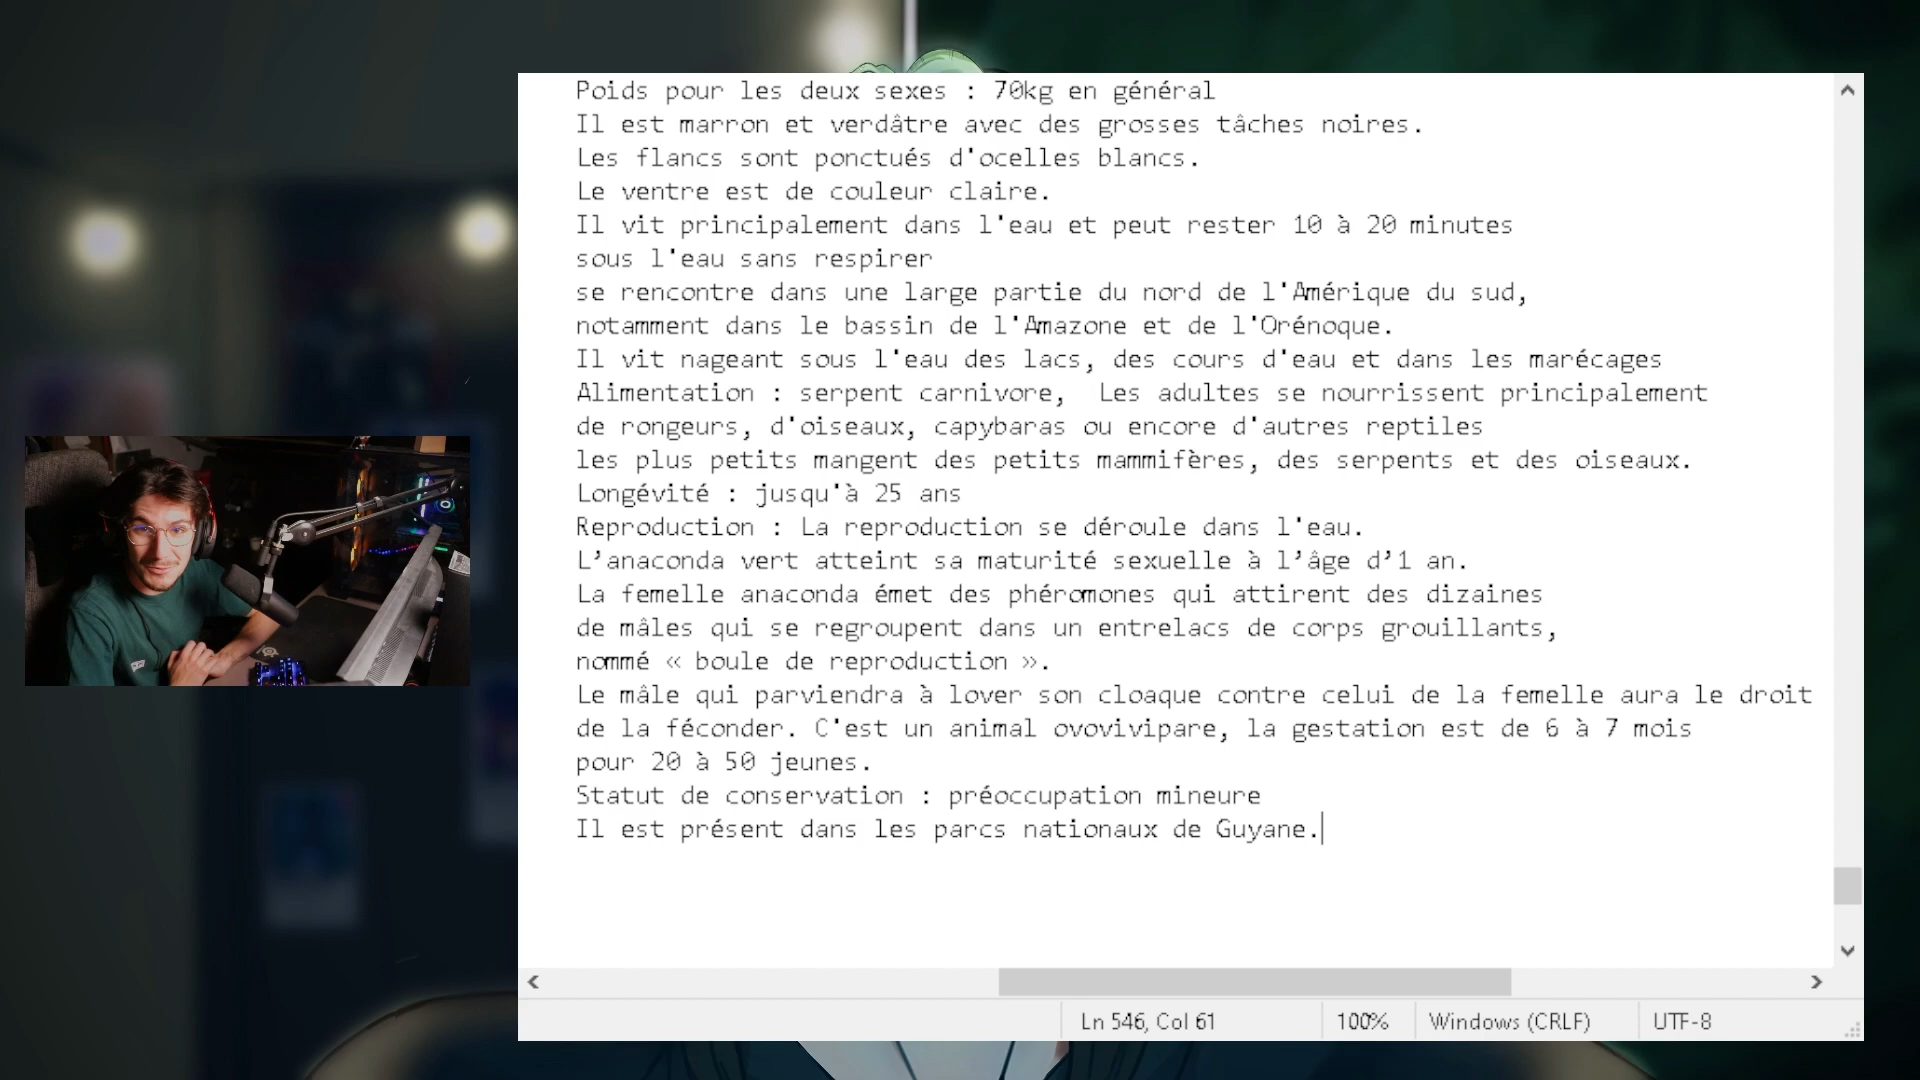 Poids pour les deux sexes : 70kg en général
Il est marron et verdâtre avec des grosses tâches noires.
Les flancs sont ponctués d'ocelles blancs.
Le ventre est de couleur claire.
Il vit principalement dans l'eau et peut rester 10 à 20 minutes
sous l'eau sans respirer
se rencontre dans une large partie du nord de l'Amérique du sud,
notamment dans le bassin de l'Amazone et de l'Orénoque.
Il vit nageant sous l'eau des lacs, des cours d'eau et dans les marécages
Alimentation : serpent carnivore,  Les adultes se nourrissent principalement
de rongeurs, d'oiseaux, capybaras ou encore d'autres reptiles
les plus petits mangent des petits mammifères, des serpents et des oiseaux.
Longévité : jusqu'à 25 ans
Reproduction : La reproduction se déroule dans l'eau.
L’anaconda vert atteint sa maturité sexuelle à l’âge d’1 an.
La femelle anaconda émet des phéromones qui attirent des dizaines
de mâles qui se regroupent dans un entrelacs de corps grouillants,
nommé « boule de reproduction ».
Le mâle qui parviendra à lover son cloaque contre celui de la femelle aura le droit
de la féconder. C'est un animal ovovivipare, la gestation est de 6 à 7 mois
pour 20 à 50 jeunes.
Statut de conservation : préoccupation mineure
Il est présent dans les parcs nationaux de Guyane.
Ln 546, Col 61
100%
Windows (CRLF)
UTF-8